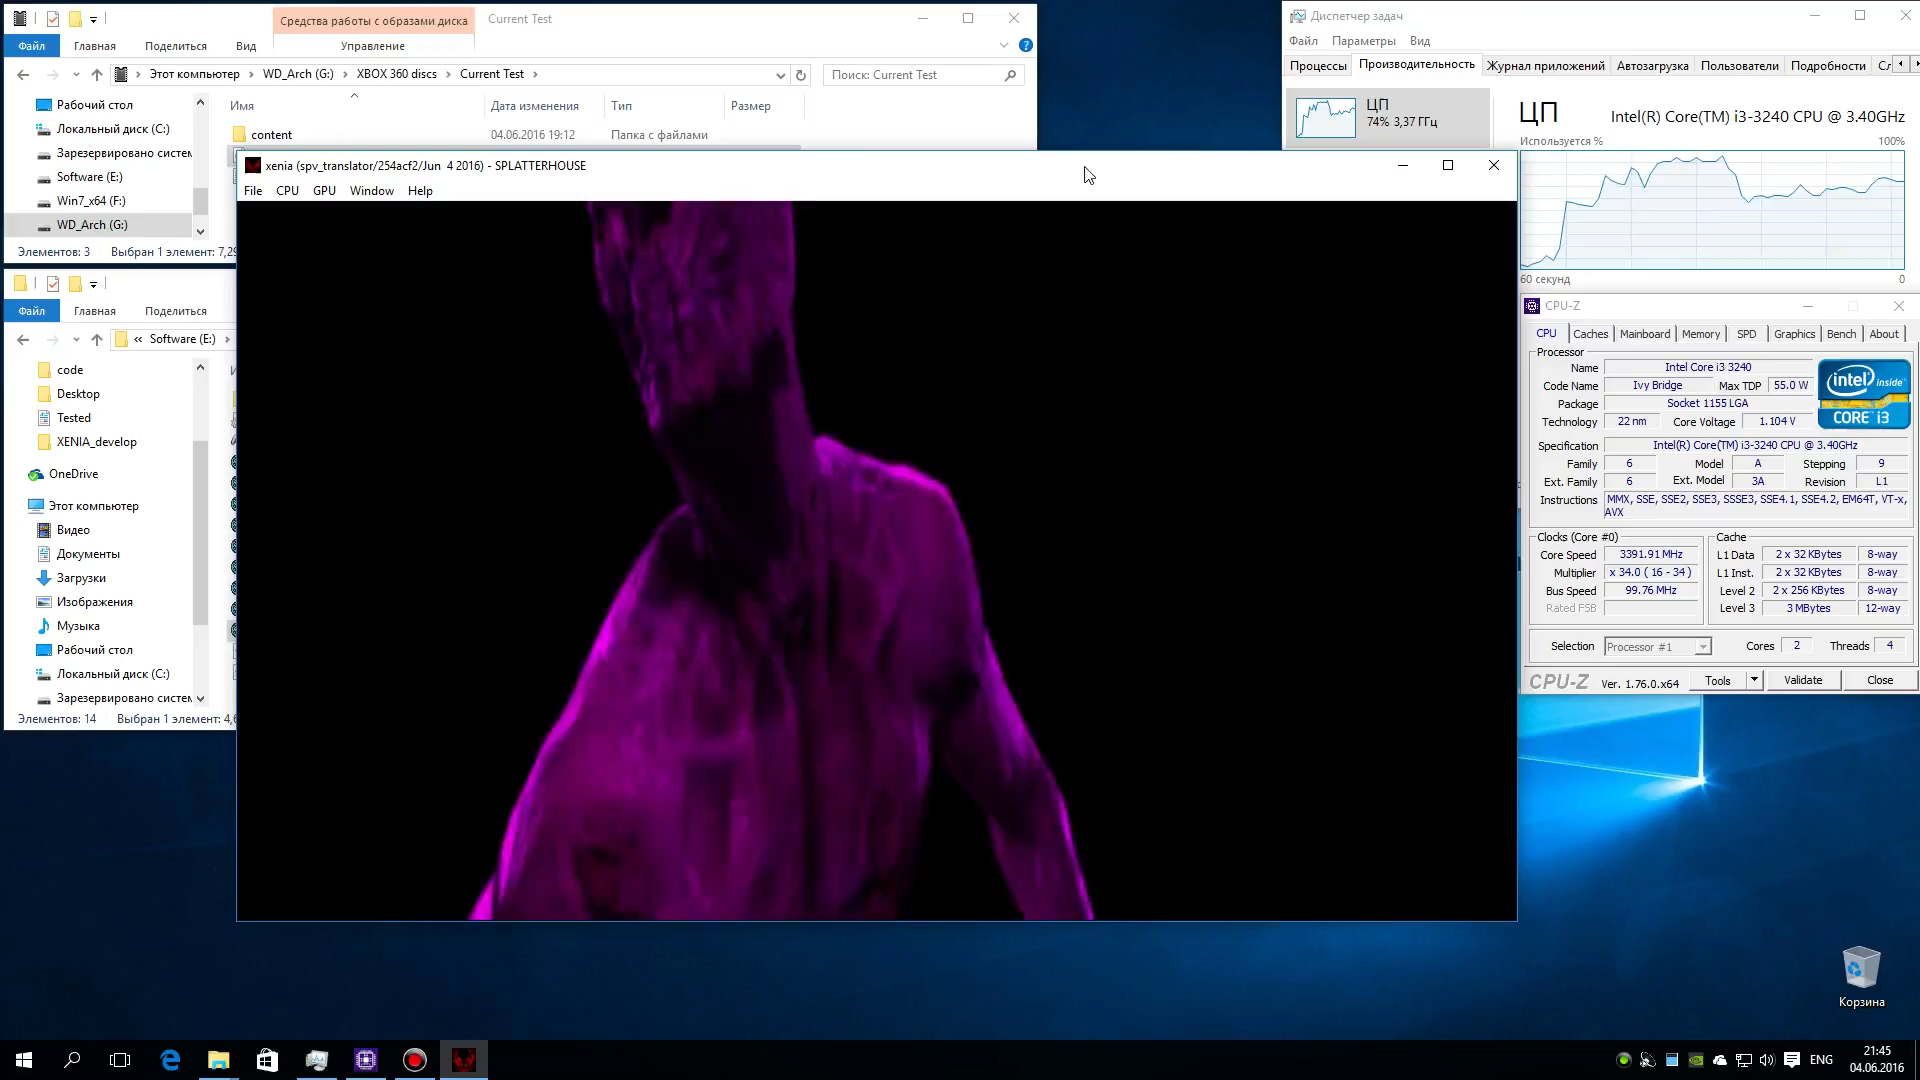 Средства работы с образами диска
Current Test
Файл
Главная
Поделиться
Вид
Управление
Этот компьютер
WD_Arch (G:)
XBOX 360 discs
Current Test
Поиск: Current Test
Рабочий стол
Локальный диск (C:)
Зарезервировано систем
Software (E:)
Win7_x64 (F:)
WD_Arch (G:)
Имя
Дата изменения
Тип
Размер
content
04.06.2016 19:12
Папка с файлами
Элементов: 3
Выбран 1 элемент: 7,29
Файл
Главная
Поделиться
« Software (E:)
code
Desktop
Tested
XENIA_develop
OneDrive
Этот компьютер
Видео
Документы
Загрузки
Изображения
Музыка
Рабочий стол
Локальный диск (C:)
Зарезервировано систем
Элементов: 14
Выбран 1 элемент: 4,6
xenia (spv_translator/254acf2/Jun 4 2016) - SPLATTERHOUSE
File CPU GPU Window Help
Диспетчер задач
Файл Параметры Вид
Процессы
Производительность
Журнал приложений
Автозагрузка
Пользователи
Подробности
Сл
ЦП
74% 3,37 ГГц
ЦП
Intel(R) Core(TM) i3-3240 CPU @ 3.40GHz
Используется %
100%
60 секунд
0
CPU-Z
CPU Caches Mainboard Memory SPD Graphics Bench About
Processor
Name Intel Core i3 3240
Code Name Ivy Bridge Max TDP 55.0 W
Package Socket 1155 LGA
Technology 22 nm Core Voltage 1.104 V
intel inside
CORE i3
Specification Intel(R) Core(TM) i3-3240 CPU @ 3.40GHz
Family 6 Model A Stepping 9
Ext. Family 6 Ext. Model 3A Revision L1
Instructions MMX, SSE, SSE2, SSE3, SSSE3, SSE4.1, SSE4.2, EM64T, VT-x,
AVX
Clocks (Core #0)
Core Speed 3391.91 MHz
Multiplier x 34.0 ( 16 - 34 )
Bus Speed 99.76 MHz
Rated FSB
Cache
L1 Data 2 x 32 KBytes 8-way
L1 Inst. 2 x 32 KBytes 8-way
Level 2 2 x 256 KBytes 8-way
Level 3 3 MBytes 12-way
Selection Processor #1 Cores 2 Threads 4
CPU-Z Ver. 1.76.0.x64 Tools Validate Close
Корзина
ENG
21:45
04.06.2016